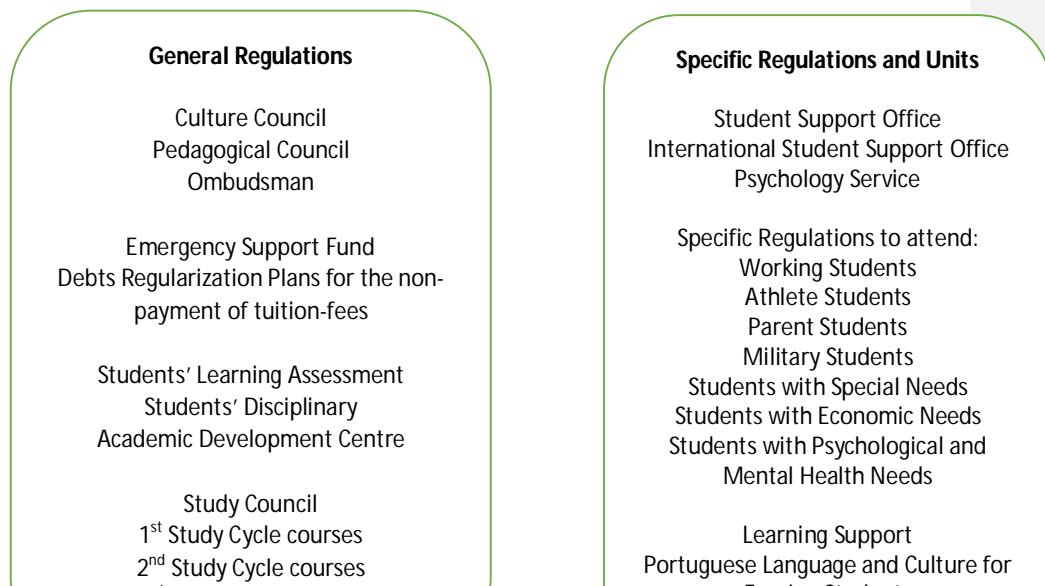 General Regulations
Culture Council
Pedagogical Council
Ombudsman
Emergency Support Fund
Debts Regularization Plans for the non-
payment of tuition-fees
Students’ Learning Assessment
Students’ Disciplinary
Academic Development Centre
Study Council
1st Study Cycle courses
2nd Study Cycle courses
Specific Regulations and Units
Student Support Office
International Student Support Office
Psychology Service
Specific Regulations to attend:
Working Students
Athlete Students
Parent Students
Military Students
Students with Special Needs
Students with Economic Needs
Students with Psychological and
Mental Health Needs
Learning Support
Portuguese Language and Culture for